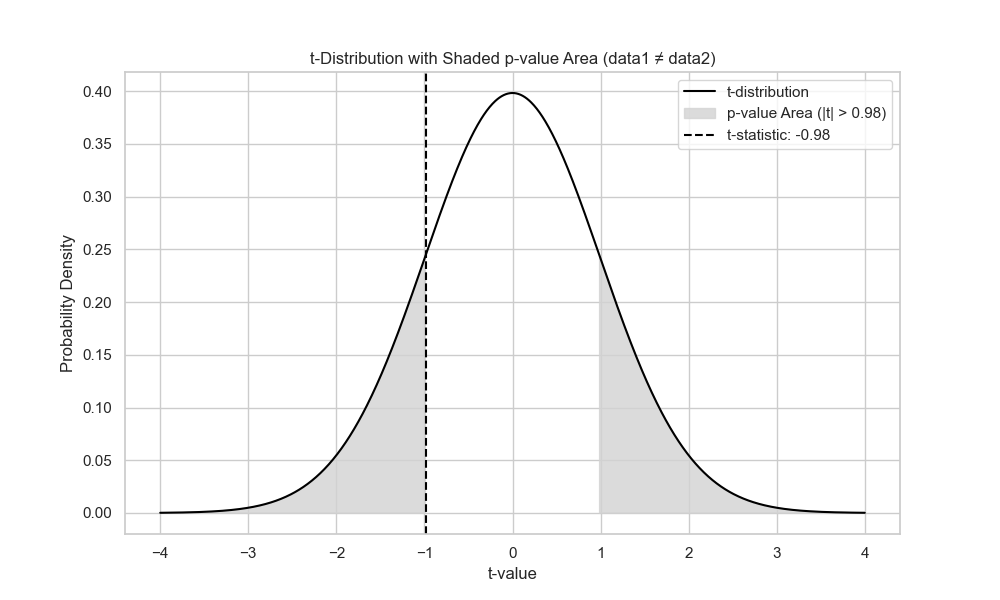 t-Distribution with Shaded p-value Area (data1 ≠ data2)
t-distribution
p-value Area (|t| > 0.98)
t-statistic: -0.98
Probability Density
0.40
0.35
0.30
0.25
0.20
0.15
0.10
0.05
0.00
−4 −3 −2 −1 0 1 2 3 4
t-value